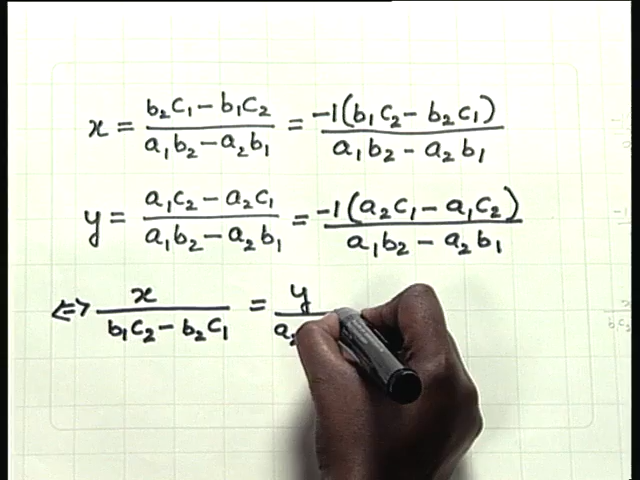 x = b₂c₁ − b₁c₂ / a₁b₂ − a₂b₁ = −1(b₁c₂ − b₂c₁) / a₁b₂ − a₂b₁
y = a₁c₂ − a₂c₁ / a₁b₂ − a₂b₁ = −1(a₂c₁ − a₁c₂) / a₁b₂ − a₂b₁
⇔ x / b₁c₂ − b₂c₁ = y / a₂